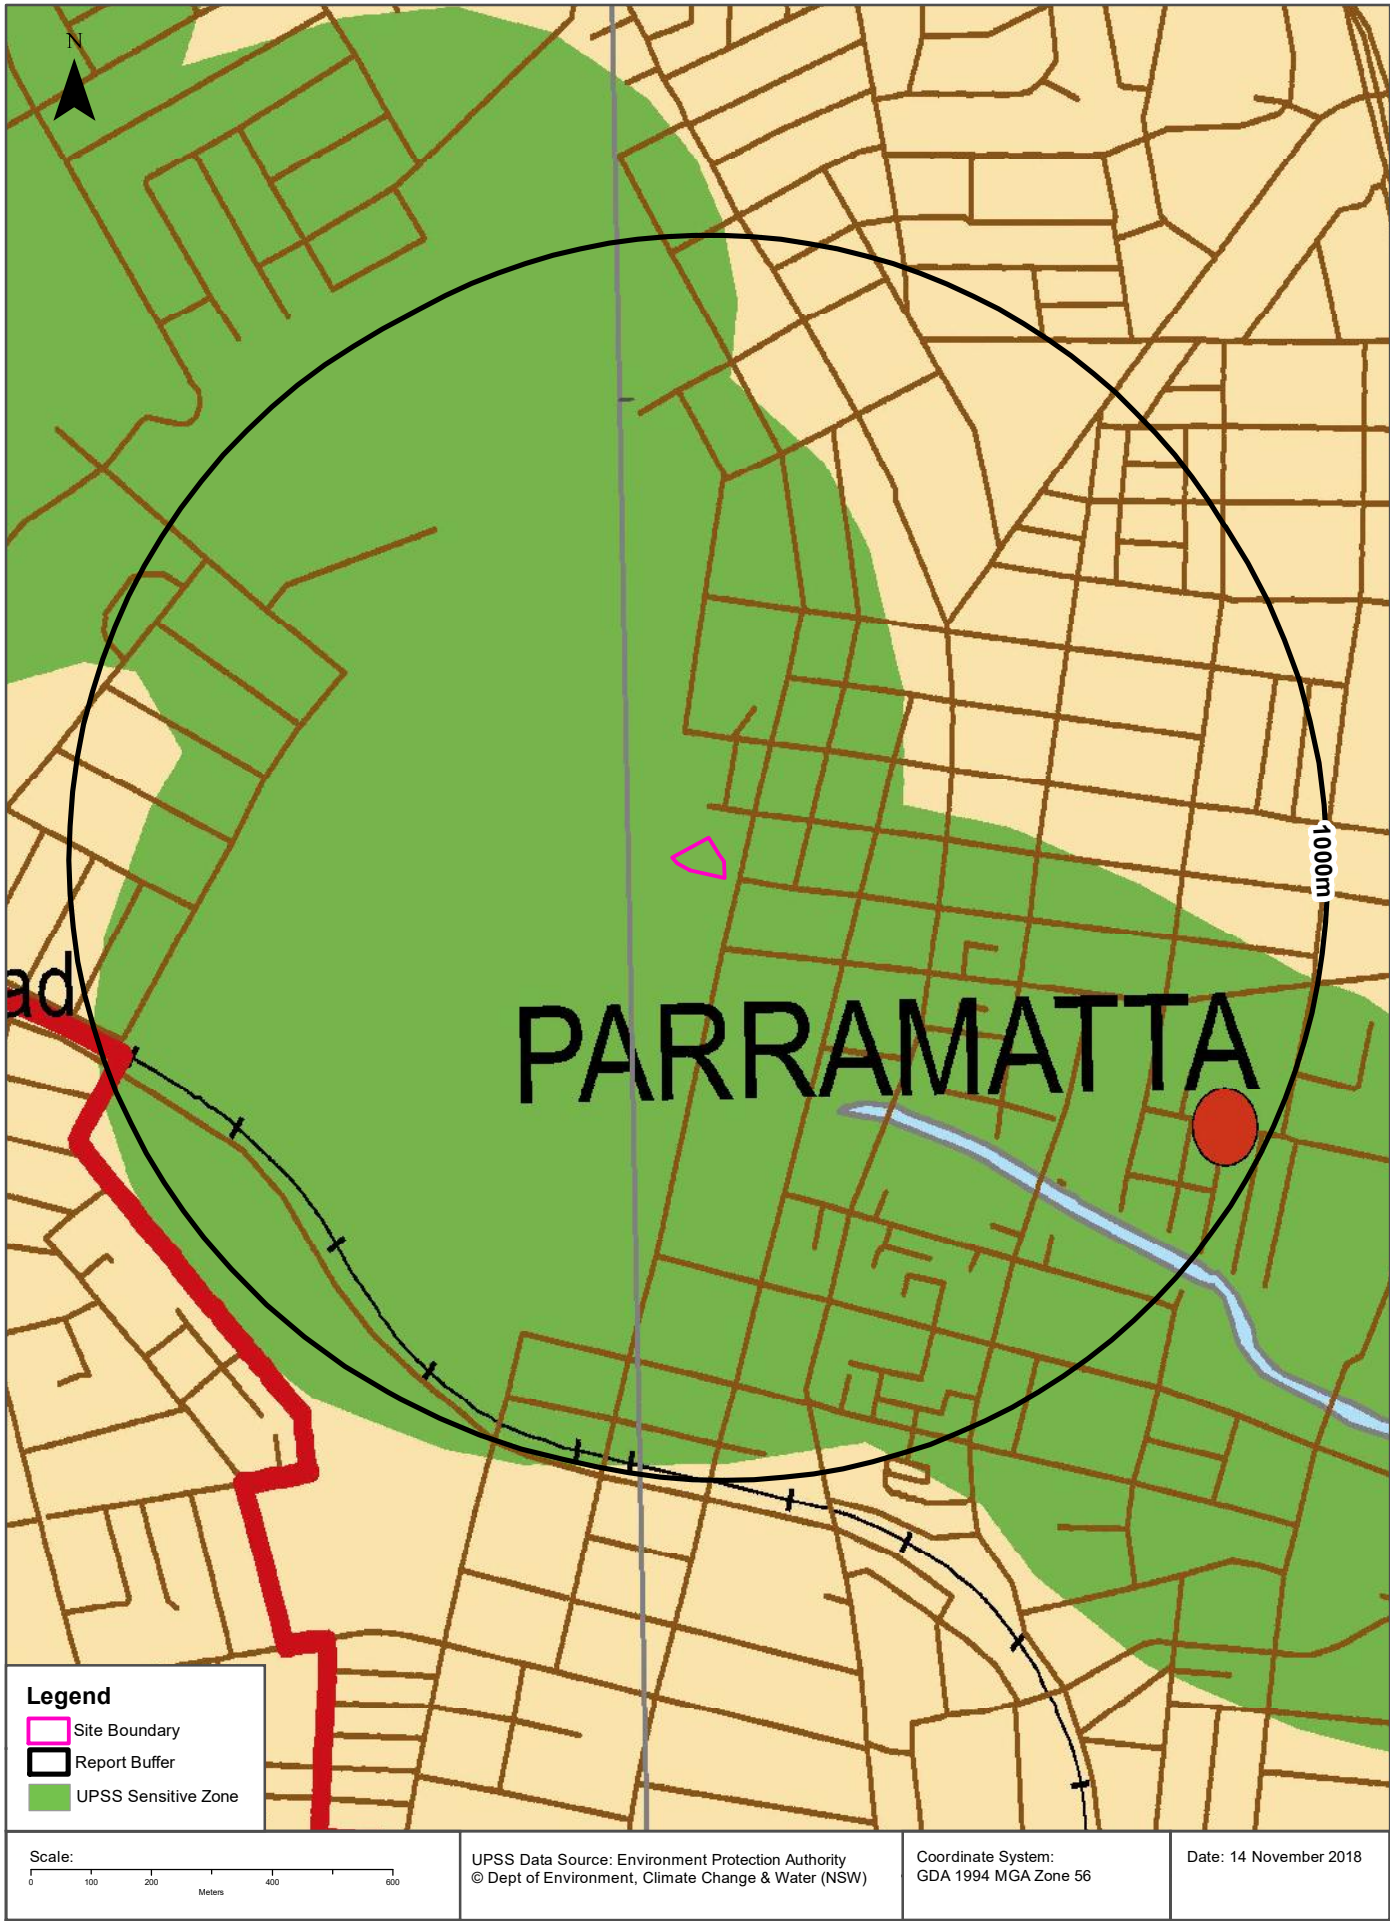 N
1000m
ad
PARRAMATTA
Legend
Site Boundary
Report Buffer
UPSS Sensitive Zone
Scale:
0 100 200 400 600
Meters
UPSS Data Source: Environment Protection Authority
© Dept of Environment, Climate Change & Water (NSW)
Coordinate System:
GDA 1994 MGA Zone 56
Date: 14 November 2018